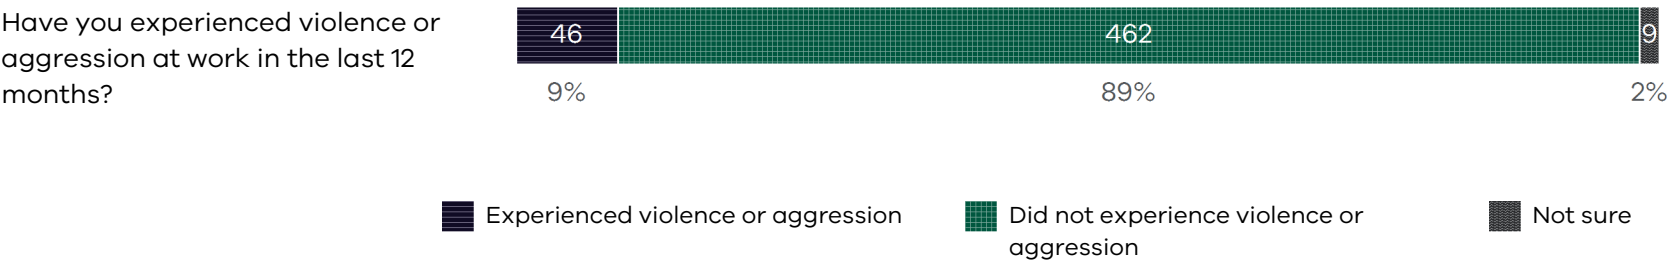 Have you experienced violence or
aggression at work in the last 12
months?
46
462
9
9%
89%
2%
Experienced violence or aggression
Did not experience violence or
aggression
Not sure